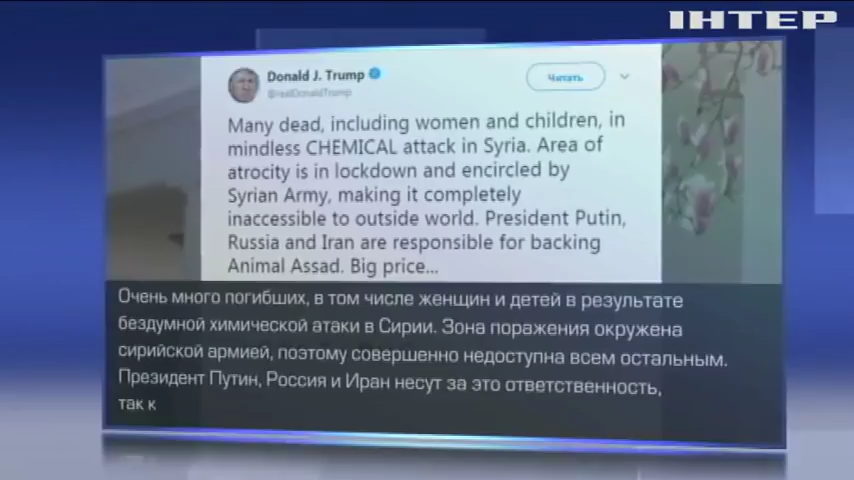 ІНТЕР
Donald J. Trump
@realDonaldTrump
Читать
Many dead, including women and children, in
mindless CHEMICAL attack in Syria. Area of
atrocity is in lockdown and encircled by
Syrian Army, making it completely
inaccessible to outside world. President Putin,
Russia and Iran are responsible for backing
Animal Assad. Big price...
Очень много погибших, в том числе женщин и детей в результате
бездумной химической атаки в Сирии. Зона поражения окружена
сирийской армией, поэтому совершенно недоступна всем остальным.
Президент Путин, Россия и Иран несут за это ответственность,
так к